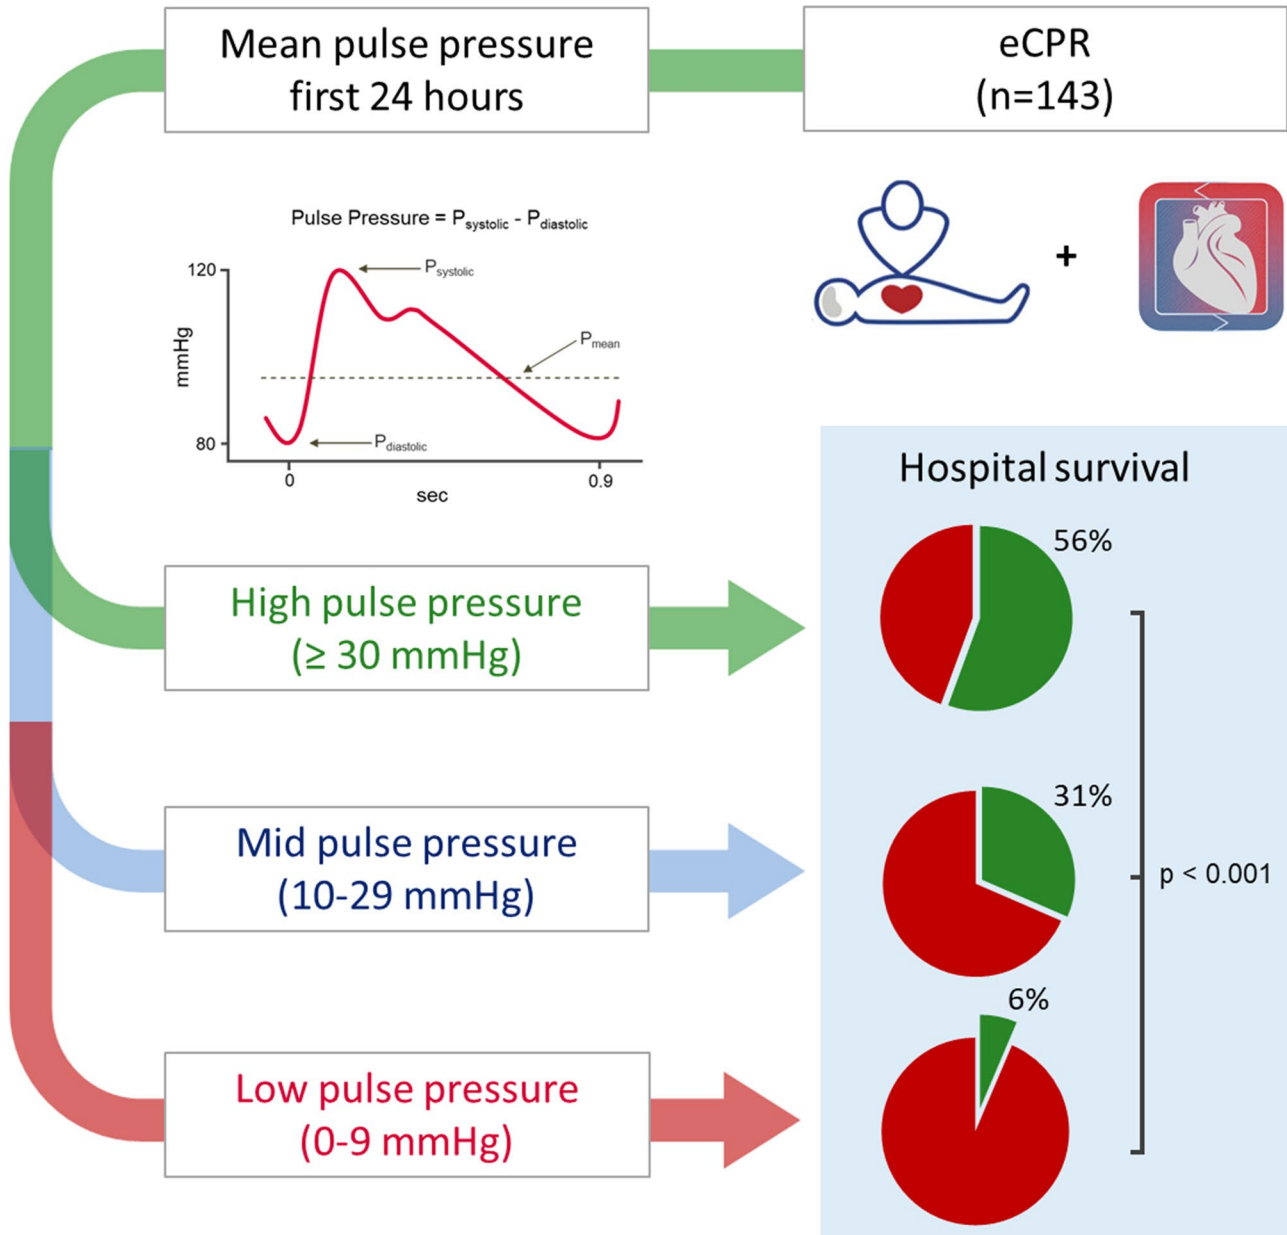 Mean pulse pressure
first 24 hours
eCPR
(n=143)
Pulse Pressure = Psystolic - Pdiastolic
120
Psystolic
+
mmHg
Pmean
80
Pdiastolic
0
0.9
sec
Hospital survival
56%
High pulse pressure
(≥ 30 mmHg)
31%
Mid pulse pressure
(10-29 mmHg)
p < 0.001
6%
Low pulse pressure
(0-9 mmHg)